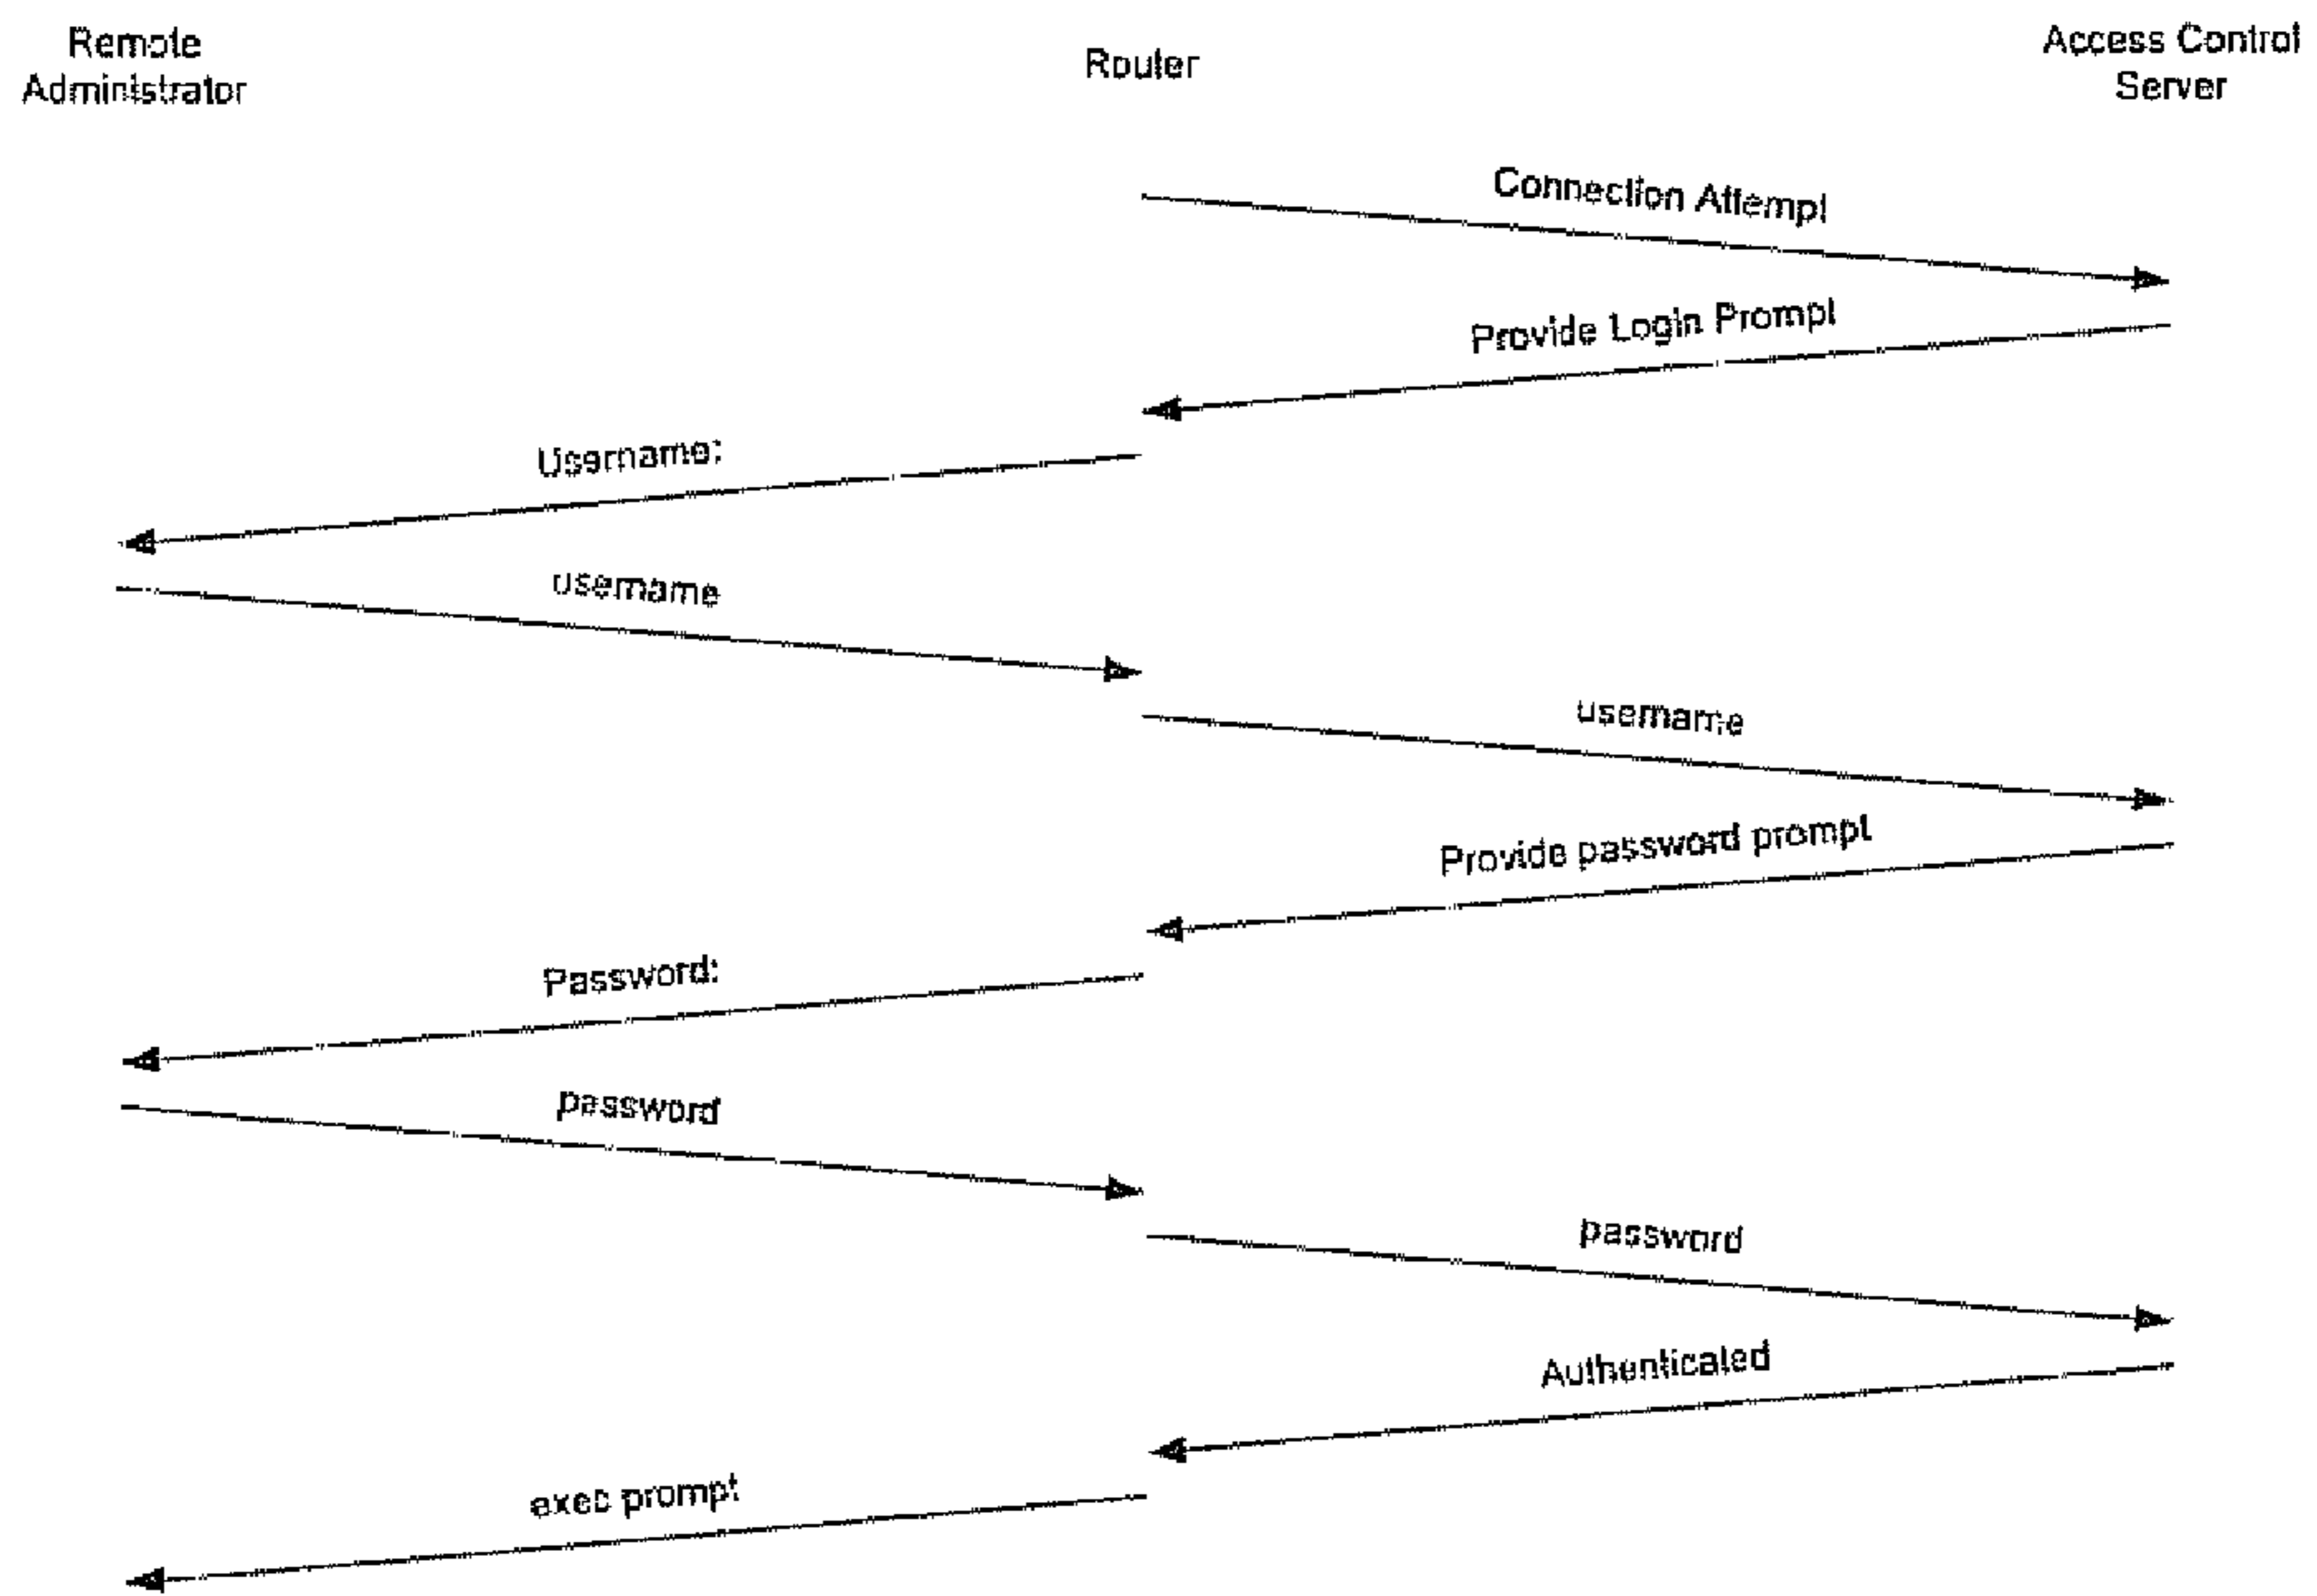 Remote
Administrator
Router
Access Control
Server
Connection Attempt
Provide Login Prompt
Username:
username
username
Provide password prompt
Password:
password
password
Authenticated
exec prompt